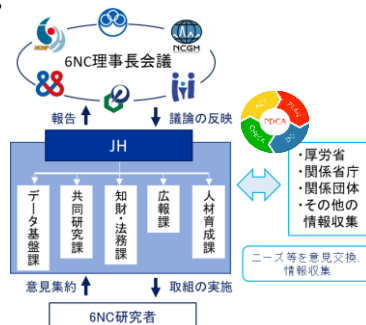 NCGM
6NC理事長会議
報告
議論の反映
JH
データ基盤課
共同研究課
知財・法務課
広報課
人材育成課
意見集約
取組の実施
6NC研究者
ACT
PLAN
PDCA
CHECK
DO
・厚労省
・関係省庁
・関係団体
・その他の
情報収集
ニーズ等を意見交換、
情報収集